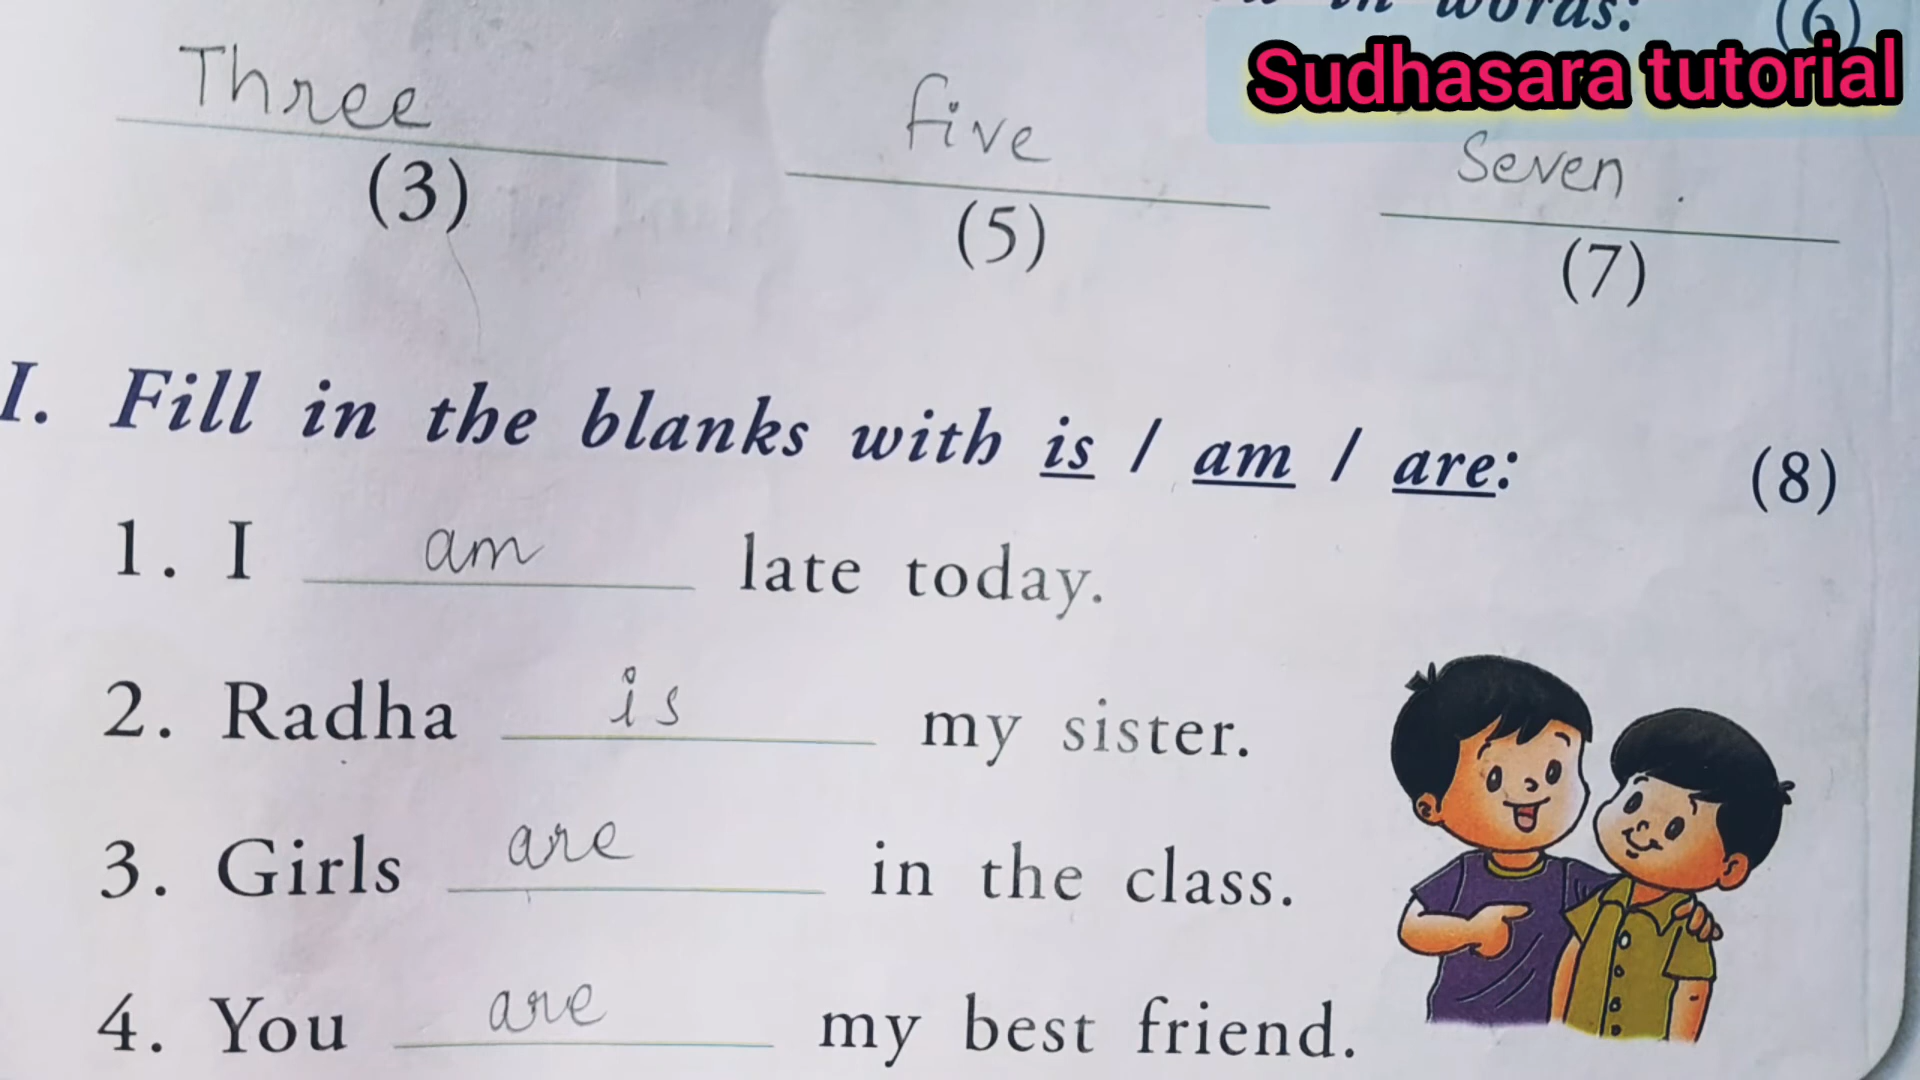 in words: (6)
Sudhasara tutorial
Three five Seven.
(3) (5) (7)
I. Fill in the blanks with is / am / are: (8)
1. I am late today.
2. Radha is my sister.
3. Girls are in the class.
4. You are my best friend.